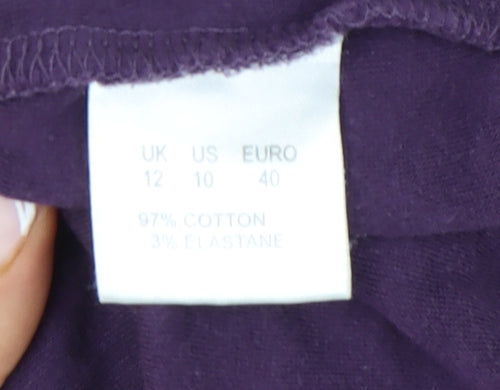 UK US EURO
12 10 40
97% COTTON
3% ELASTANE